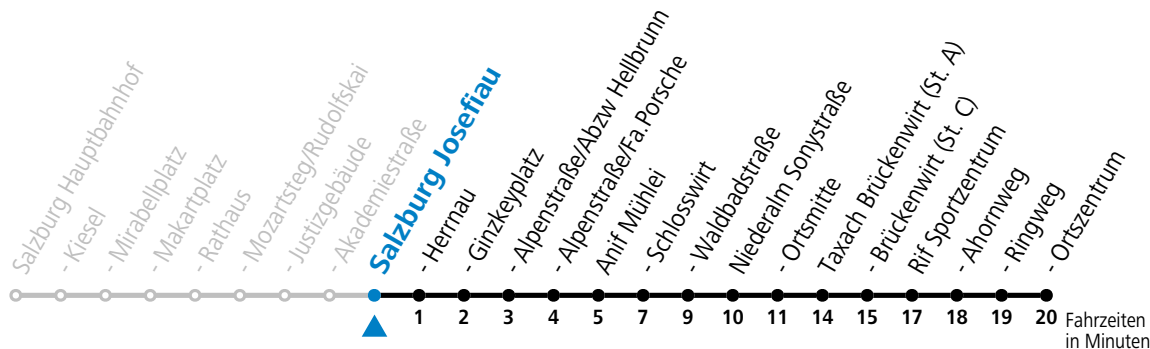 Salzburg Hauptbahnhof
- Kiesel
- Mirabellplatz
- Makartplatz
- Rathaus
- Mozartsteg/Rudolfskai
- Justizgebäude
- Akademiestraße
Salzburg Josefiau
- Herrnau
- Ginzkeyplatz
- Alpenstraße/Abzw Hellbrunn
- Alpenstraße/Fa.Porsche
Anif Mühlei
- Schlosswirt
- Waldbadstraße
Niederalm Sonystraße
- Ortsmitte
Taxach Brückenwirt (St. A)
- Brückenwirt (St. C)
Rif Sportzentrum
- Ahornweg
- Ringweg
- Ortszentrum
1 2 3 4 5 7 9 10 11 14 15 17 18 19 20
Fahrzeiten
in Minuten